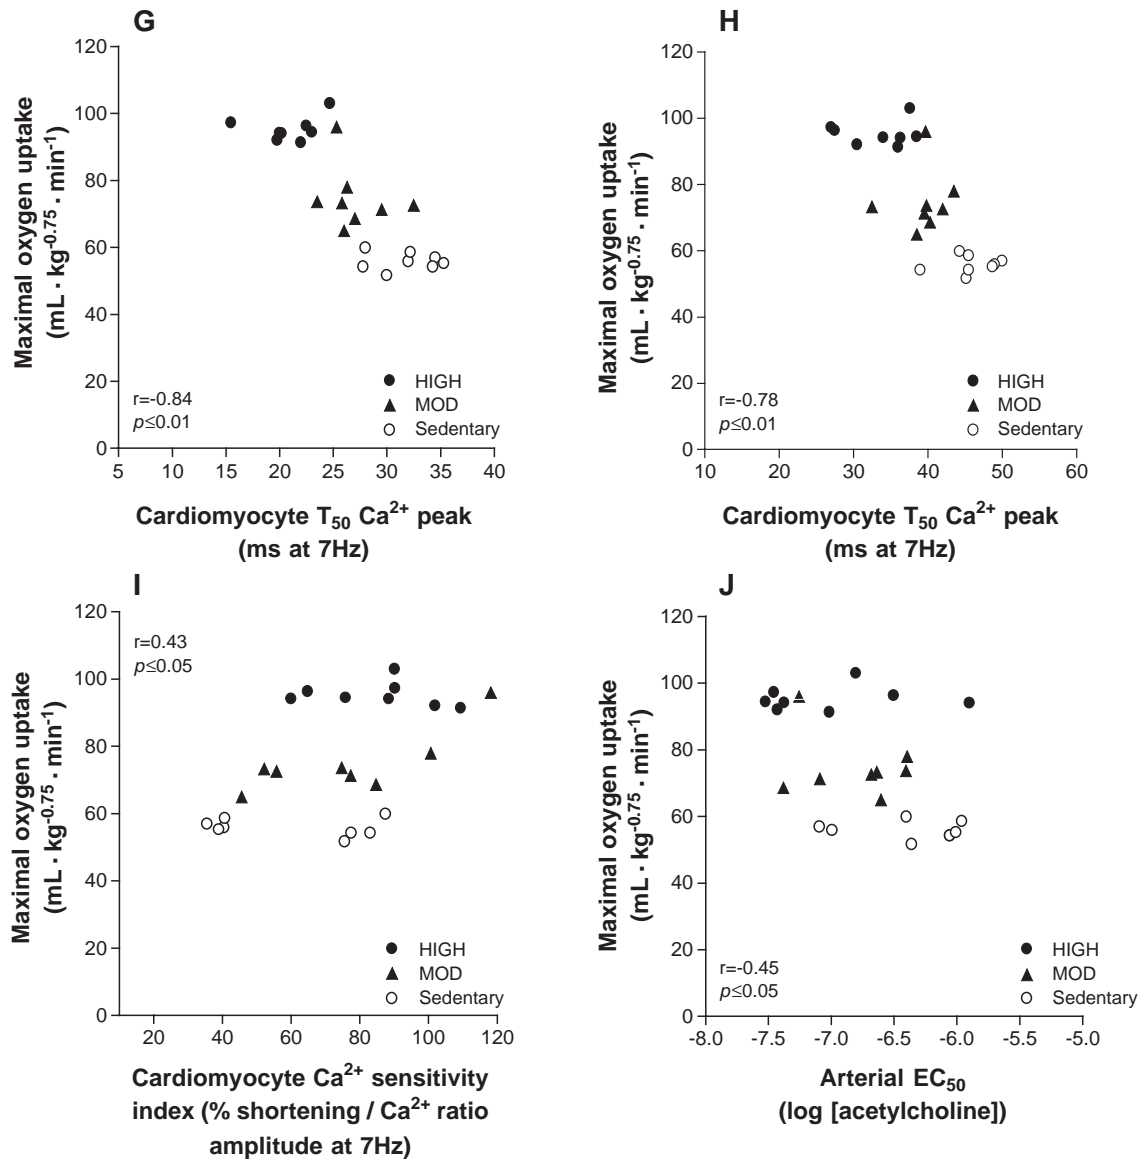 G
120
100
80
60
40
20
0
Maximal oxygen uptake
(mL · kg-0.75 · min-1)
r=-0.84
p≤0.01
HIGH
MOD
Sedentary
5 10 15 20 25 30 35 40
Cardiomyocyte T50 Ca2+ peak
(ms at 7Hz)
H
120
100
80
60
40
20
0
Maximal oxygen uptake
(mL · kg-0.75 · min-1)
r=-0.78
p≤0.01
HIGH
MOD
Sedentary
10 20 30 40 50 60
Cardiomyocyte T50 Ca2+ peak
(ms at 7Hz)
I
120
100
80
60
40
20
0
Maximal oxygen uptake
(mL · kg-0.75 · min-1)
r=0.43
p≤0.05
HIGH
MOD
Sedentary
20 40 60 80 100 120
Cardiomyocyte Ca2+ sensitivity
index (% shortening / Ca2+ ratio
amplitude at 7Hz)
J
120
100
80
60
40
20
0
Maximal oxygen uptake
(mL · kg-0.75 · min-1)
r=-0.45
p≤0.05
HIGH
MOD
Sedentary
-8.0 -7.5 -7.0 -6.5 -6.0 -5.5 -5.0
Arterial EC50
(log [acetylcholine])